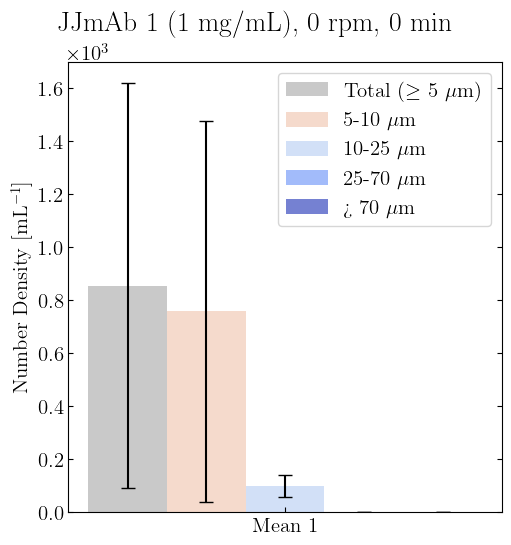 JJmAb 1 (1 mg/mL), 0 rpm, 0 min
×10³
1.6
1.4
1.2
1.0
0.8
0.6
0.4
0.2
0.0
Number Density [mL⁻¹]
Total (≥ 5 μm)
5-10 μm
10-25 μm
25-70 μm
¿ 70 μm
Mean 1